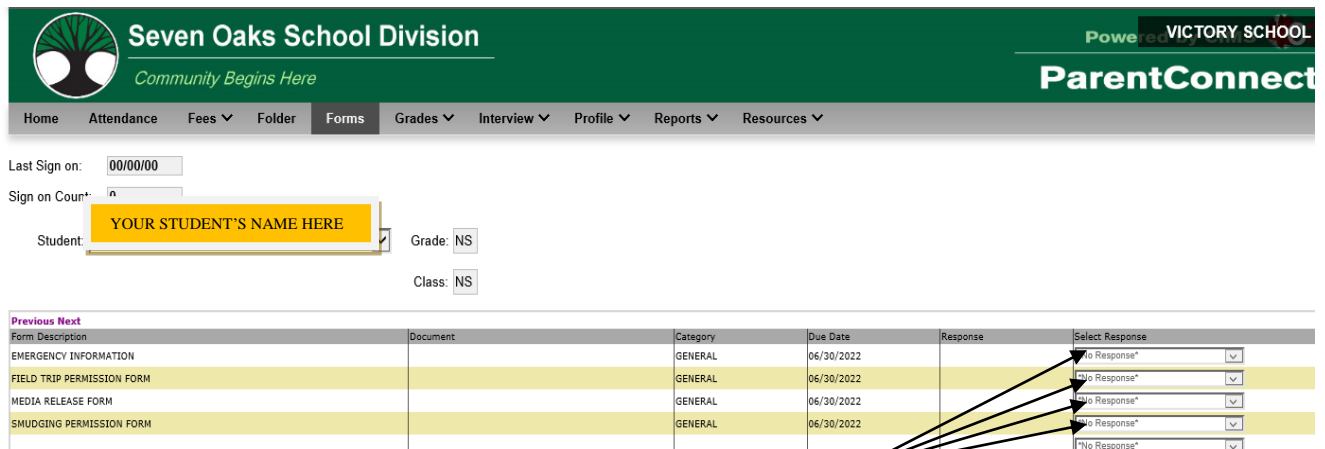 Seven Oaks School Division
Community Begins Here
VICTORY SCHOOL
ParentConnect
Home Attendance Fees Folder Forms Grades Interview Profile Reports Resources
Last Sign on: 00/00/00
Sign on Count: 0
YOUR STUDENT'S NAME HERE
Student: Grade: NS
Class: NS
Previous Next
Form Description Document Category Due Date Response Select Response
EMERGENCY INFORMATION GENERAL 06/30/2022 *No Response*
FIELD TRIP PERMISSION FORM GENERAL 06/30/2022 *No Response*
MEDIA RELEASE FORM GENERAL 06/30/2022 *No Response*
SMUDGING PERMISSION FORM GENERAL 06/30/2022 *No Response*
*No Response*